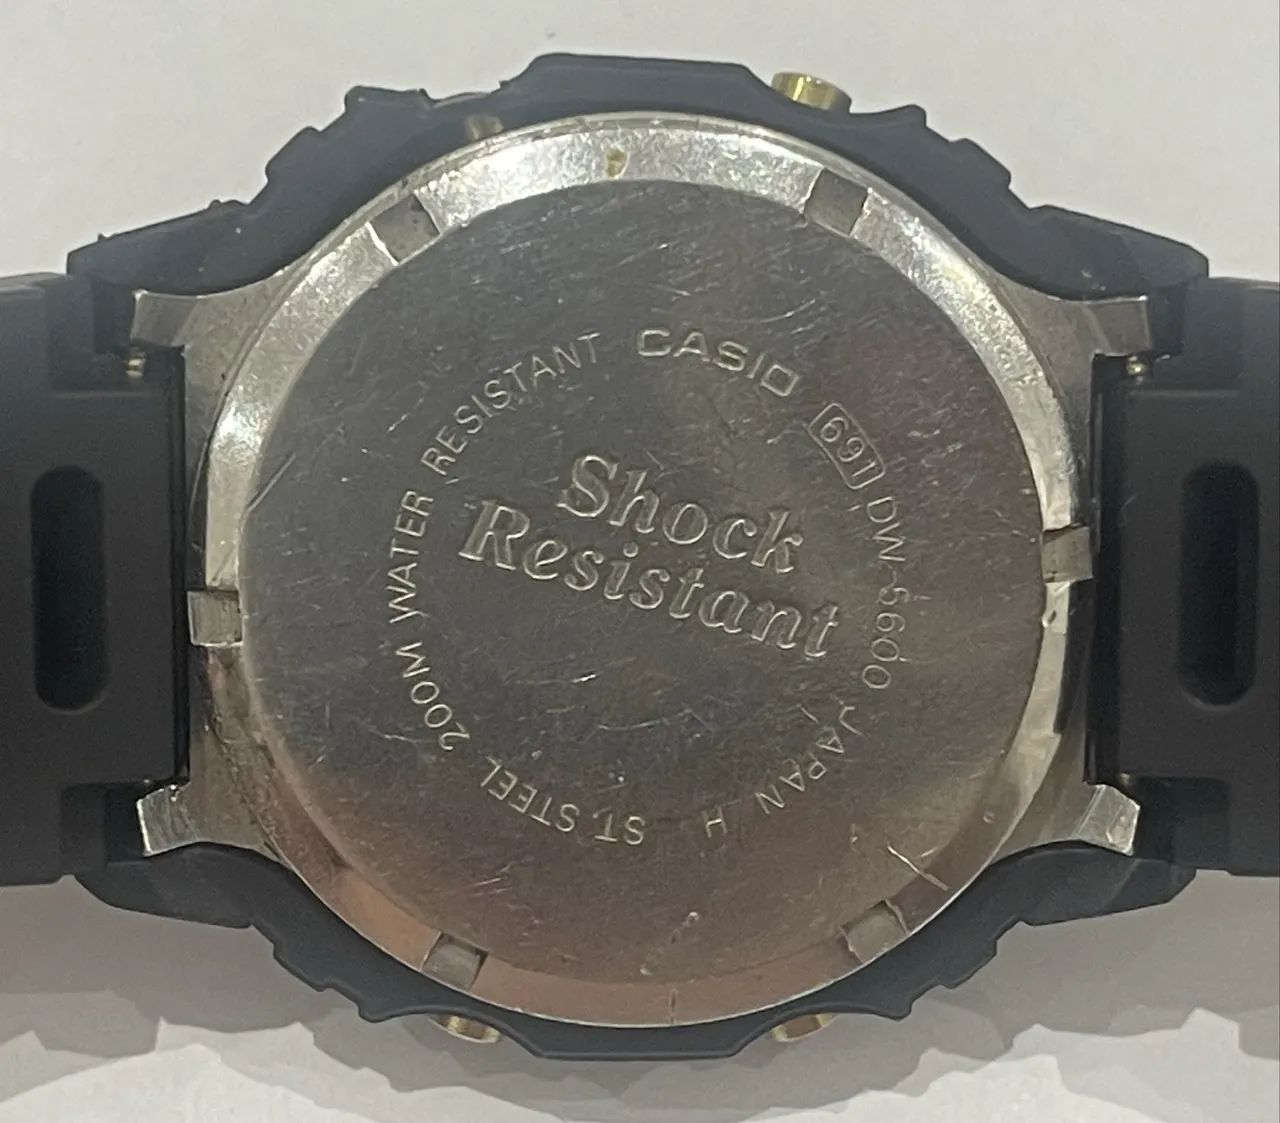 CASIO
691 DW-5600 JAPAN H
ST. STEEL 200M WATER RESISTANT
Shock
Resistant